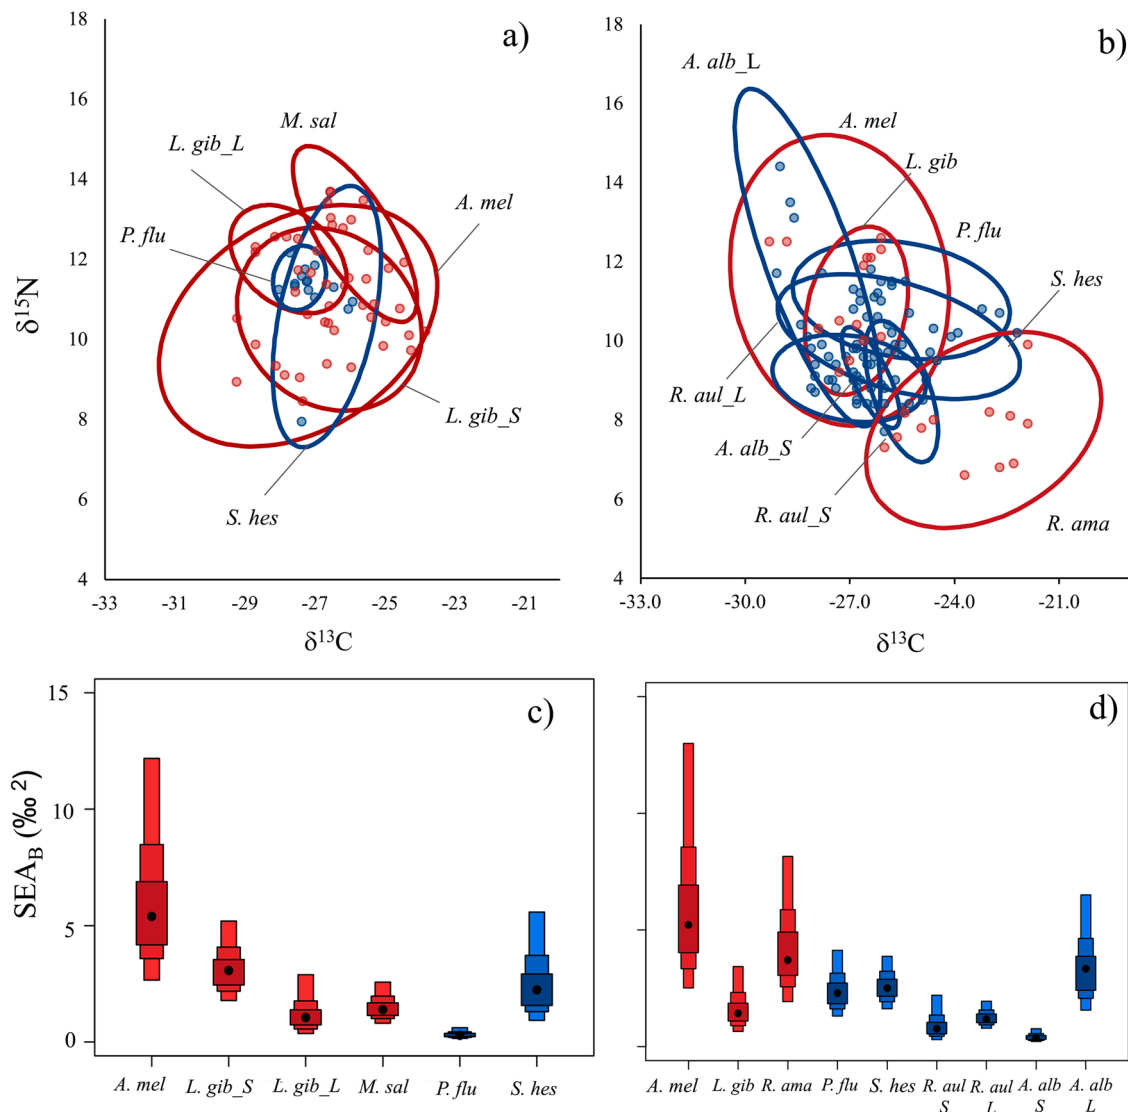 a)
18
16
14
12
10
8
6
4
-33
-31
-29
-27
-25
-23
-21
δ15N
δ13C
M. sal
L. gib_L
A. mel
P. flu
L. gib_S
S. hes
b)
18
16
14
12
10
8
6
4
-33.0
-30.0
-27.0
-24.0
-21.0
δ13C
A. alb_L
A. mel
L. gib
P. flu
S. hes
R. aul_L
A. alb_S
R. aul_S
R. ama
c)
15
10
5
0
SEAB (‰ 2)
A. mel
L. gib_S
L. gib_L
M. sal
P. flu
S. hes
d)
A. mel
L. gib
R. ama
P. flu
S. hes
R. aul
S
R. aul
L
A. alb
S
A. alb
L